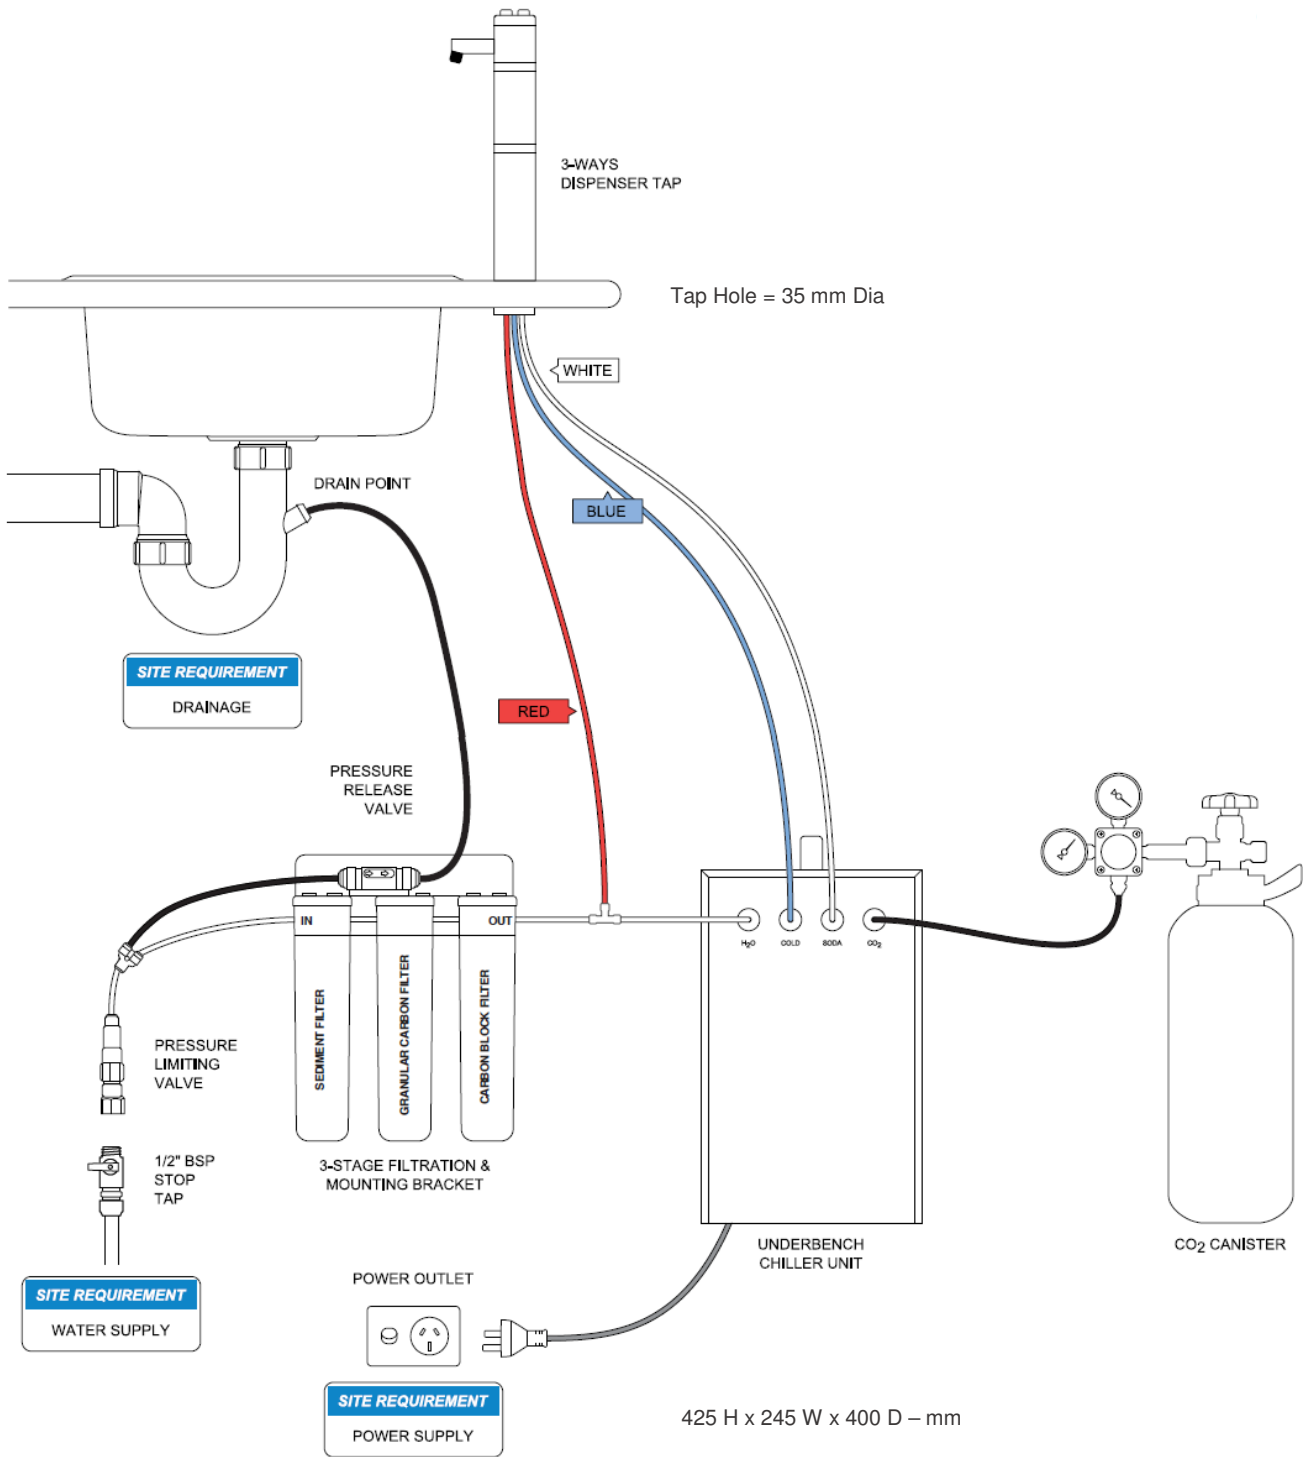 3-WAYS
DISPENSER TAP
Tap Hole = 35 mm Dia
WHITE
DRAIN POINT
BLUE
SITE REQUIREMENT
DRAINAGE
RED
PRESSURE
RELEASE
VALVE
IN
OUT
H2O
COLD
SODA
CO2
SEDIMENT FILTER
GRANULAR CARBON FILTER
CARBON BLOCK FILTER
PRESSURE
LIMITING
VALVE
1/2" BSP
STOP
TAP
3-STAGE FILTRATION &
MOUNTING BRACKET
UNDERBENCH
CHILLER UNIT
CO2 CANISTER
POWER OUTLET
SITE REQUIREMENT
WATER SUPPLY
SITE REQUIREMENT
POWER SUPPLY
425 H x 245 W x 400 D – mm